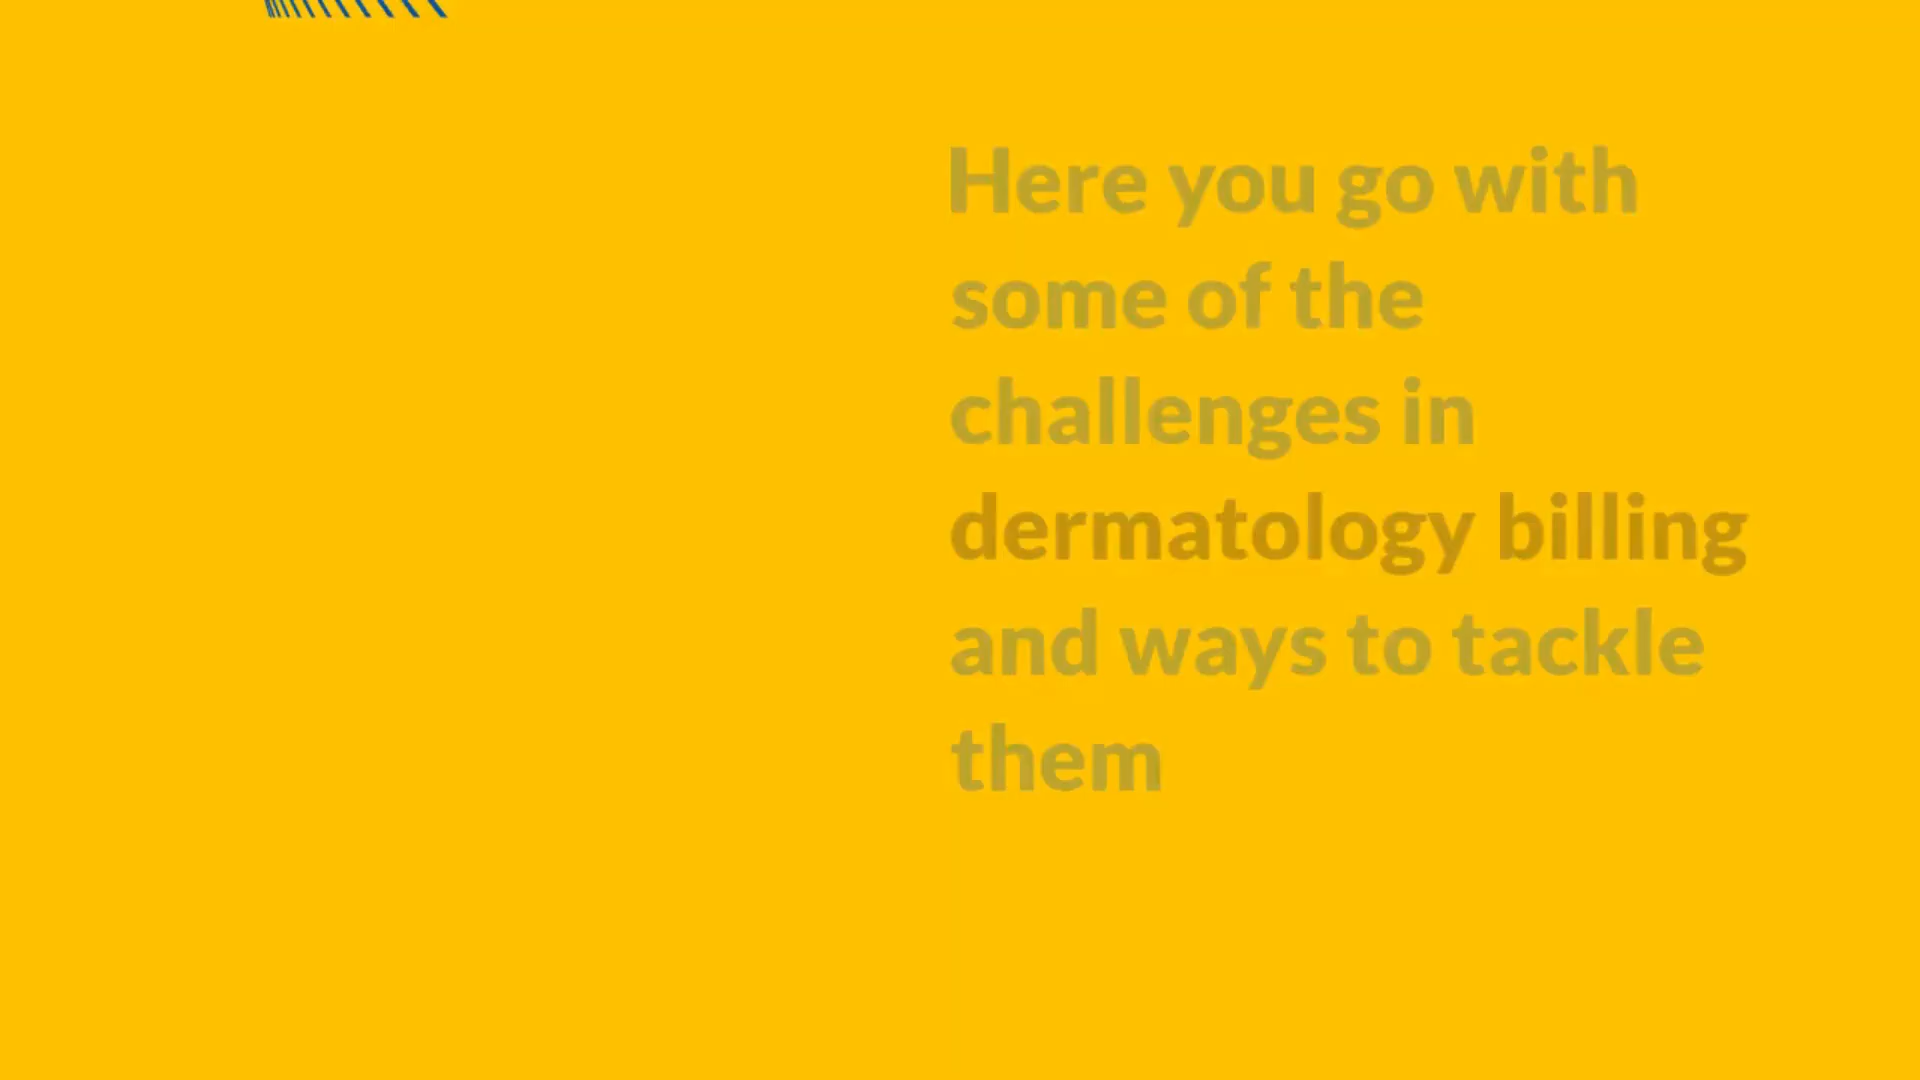 Here you go with
some of the
challenges in
dermatology billing
and ways to tackle
them